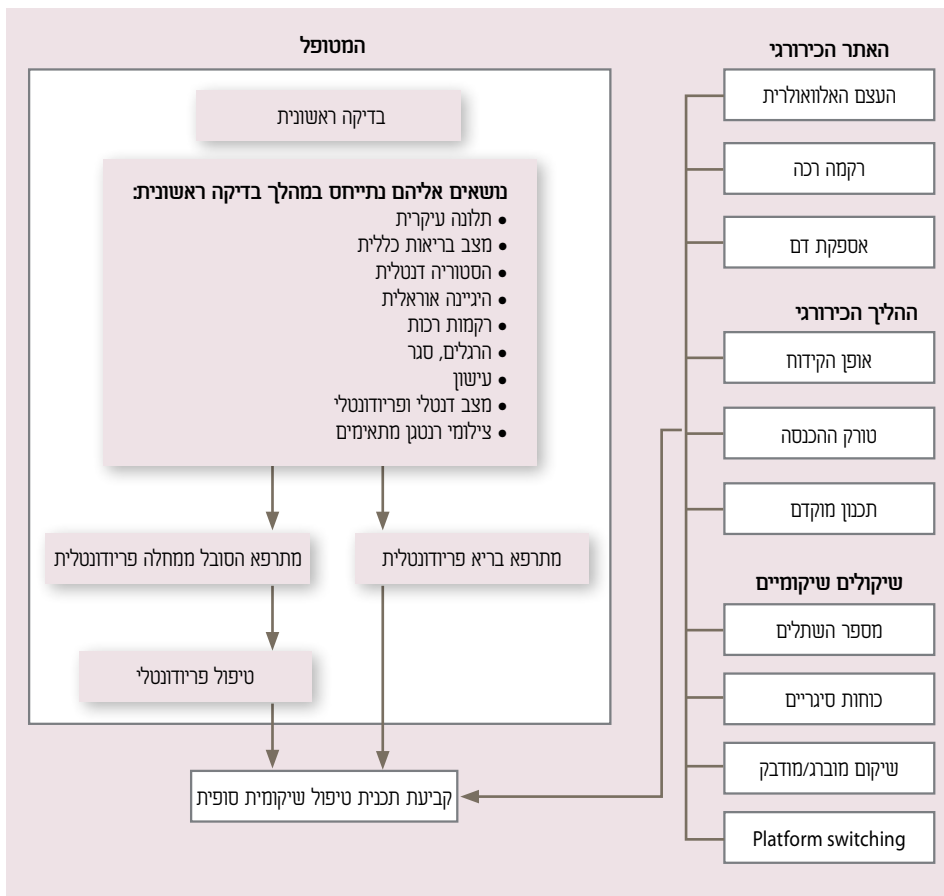 המטופל
בדיקה ראשונית
נושאים אליהם נתייחס במהלך בדיקה ראשונית:
• תלונה עיקרית
• מצב בריאות כללית
• הסטוריה דנטלית
• היגיינה אוראלית
• רקמות רכות
• הרגלים, סגר
• עישון
• מצב דנטלי ופריודונטלי
• צילומי רנטגן מתאימים
מתרפא בריא פריודונטלית
מתרפא הסובל ממחלה פריודונטלית
טיפול פריודונטלי
קביעת תכנית טיפול שיקומית סופית
האתר הכירורגי
העצם האלוואולרית
רקמה רכה
אספקת דם
ההליך הכירורגי
אופן הקידוח
טורק ההכנסה
תכנון מוקדם
שיקולים שיקומיים
מספר השתלים
כוחות סיגריים
שיקום מוברג/מודבק
Platform switching